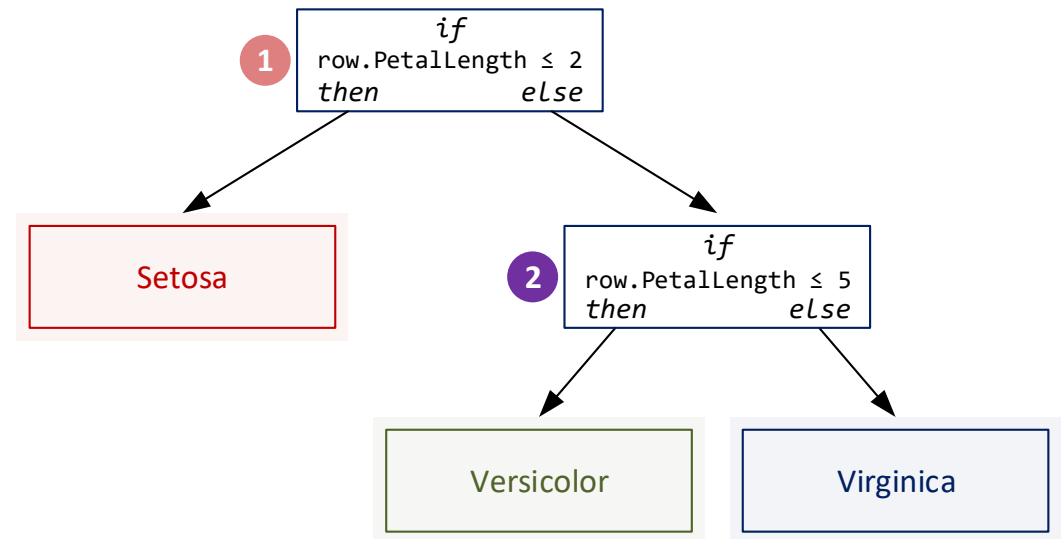 1
if
row.PetalLength ≤ 2
then else
Setosa
2
if
row.PetalLength ≤ 5
then else
Versicolor
Virginica